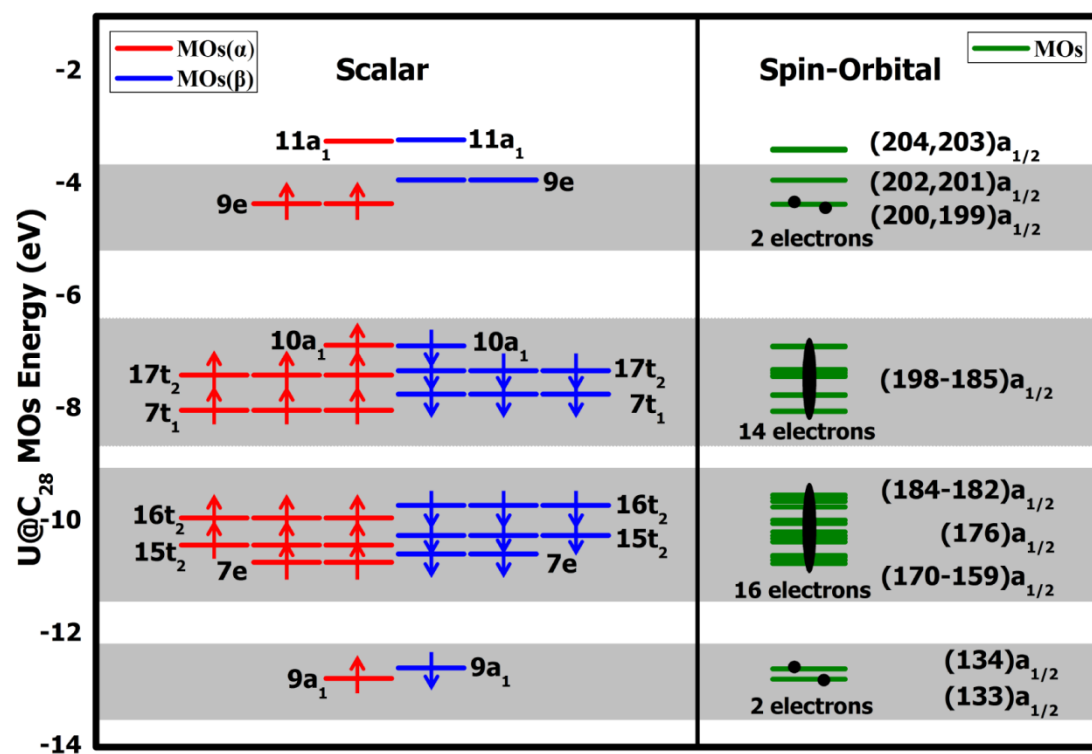 U@C₂₈ MOs Energy (eV)
-2
-4
-6
-8
-10
-12
-14
MOs(α)
MOs(β)
Scalar
11a₁
11a₁
9e
9e
10a₁
10a₁
17t₂
17t₂
7t₁
7t₁
16t₂
16t₂
15t₂
15t₂
7e
7e
9a₁
9a₁
MOs
Spin-Orbital
(204,203)a₁/₂
(202,201)a₁/₂
(200,199)a₁/₂
2 electrons
(198-185)a₁/₂
14 electrons
(184-182)a₁/₂
(176)a₁/₂
(170-159)a₁/₂
16 electrons
(134)a₁/₂
(133)a₁/₂
2 electrons